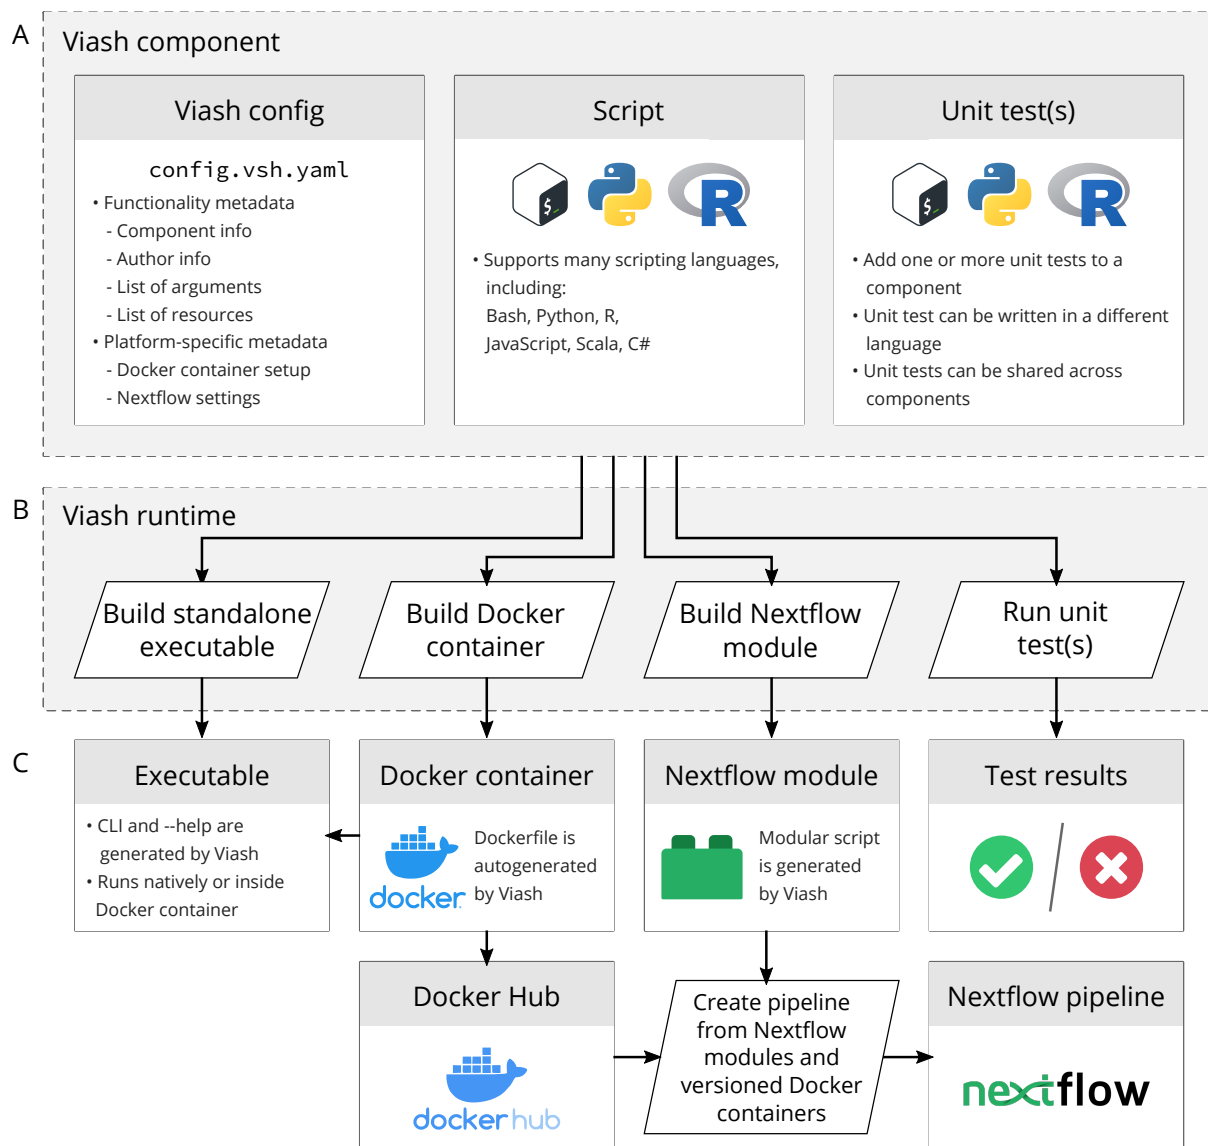 A
Viash component
Viash config
config.vsh.yaml
• Functionality metadata
- Component info
- Author info
- List of arguments
- List of resources
• Platform-specific metadata
- Docker container setup
- Nextflow settings
Script
$_
R
• Supports many scripting languages,
including:
Bash, Python, R,
JavaScript, Scala, C#
Unit test(s)
$_
R
• Add one or more unit tests to a
component
• Unit test can be written in a different
language
• Unit tests can be shared across
components
B
Viash runtime
Build standalone
executable
Build Docker
container
Build Nextflow
module
Run unit
test(s)
C
Executable
• CLI and --help are
generated by Viash
• Runs natively or inside
Docker container
Docker container
docker
Dockerfile is
autogenerated
by Viash
Nextflow module
Modular script
is generated
by Viash
Test results
Docker Hub
dockerhub
Create pipeline
from Nextflow
modules and
versioned Docker
containers
Nextflow pipeline
nextflow